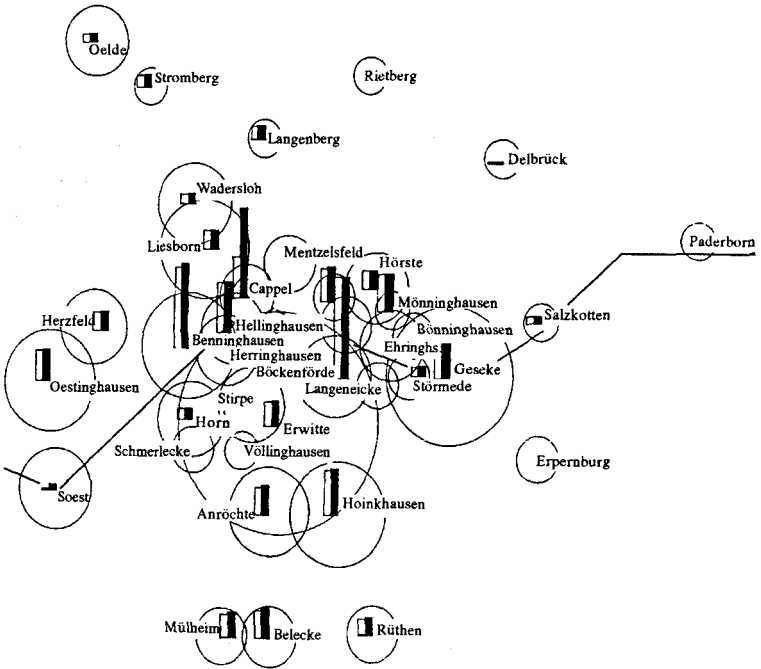 Oelde
Stromberg
Rietberg
Langenberg
Delbrück
Wadersloh
Liesborn
Paderborn
Mentzelsfeld
Hörste
Cappel
Mönninghausen
Salzkotten
Herzfeld
Hellinghausen
Bönninghausen
Benninghausen
Ehringhs.
Herringhausen
Böckenförde
Geseke
Oestinghausen
Langeneicke
Störmede
Stirpe
Horn
Erwitte
Schmerlecke
Völlinghausen
Erpernburg
Soest
Anröchte
Hoinkhausen
Mülheim
Belecke
Rüthen